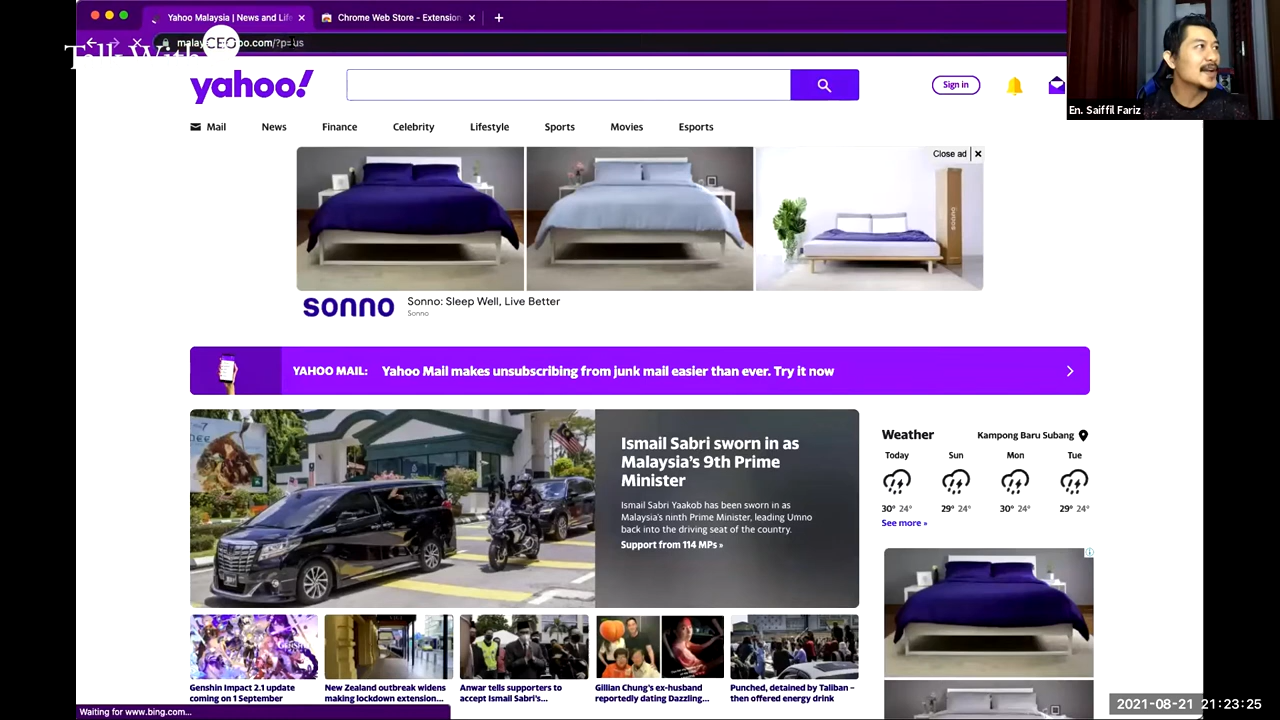 Yahoo Malaysia | News and Life
Chrome Web Store - Extension
Talk With
CEO
yahoo!
Sign in
En. Saiffil Fariz
Mail
News
Finance
Celebrity
Lifestyle
Sports
Movies
Esports
Close ad
sonno
Sonno: Sleep Well, Live Better
Sonno
YAHOO MAIL: Yahoo Mail makes unsubscribing from junk mail easier than ever. Try it now
Ismail Sabri sworn in as
Malaysia's 9th Prime
Minister
Ismail Sabri Yaakob has been sworn in as
Malaysia's ninth Prime Minister, leading Umno
back into the driving seat of the country.
Support from 114 MPs »
Weather
Kampong Baru Subang
Today
Sun
Mon
Tue
30° 24°
29° 24°
30° 24°
29° 24°
See more »
Genshin Impact 2.1 update
coming on 1 September
New Zealand outbreak widens
making lockdown extension...
Anwar tells supporters to
accept Ismail Sabri's...
Gillian Chung's ex-husband
reportedly dating Dazzling...
Punched, detained by Taliban –
then offered energy drink
Waiting for www.bing.com...
2021-08-21 21:23:25